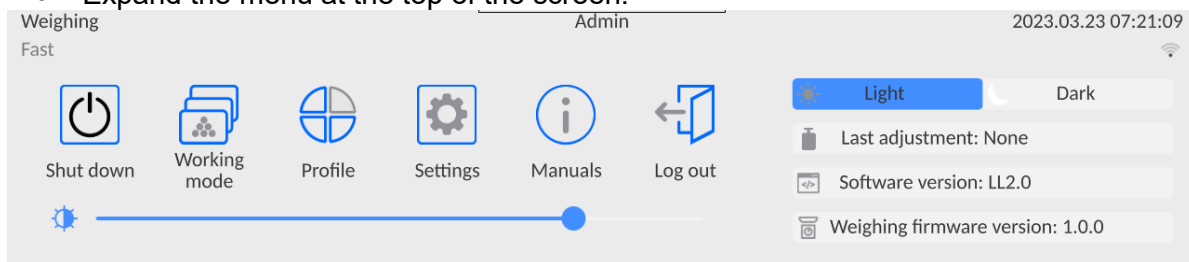 Expand the menu at the top of the screen.
Weighing Admin 2023.03.23 07:21:09
Fast
Light Dark
Last adjustment: None
Shut down Working mode Profile Settings Manuals Log out
Software version: LL2.0
Weighing firmware version: 1.0.0